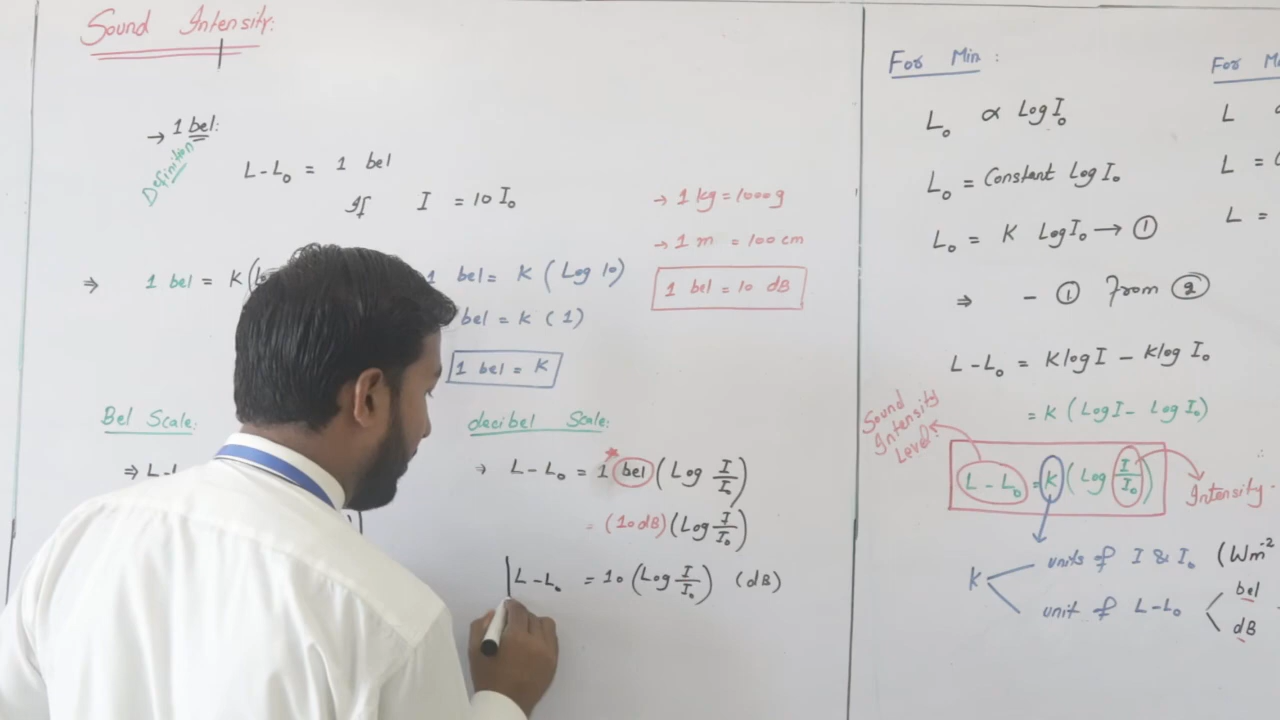 Sound Intensity:
→ 1 bel:
Definition
L-L₀ = 1 bel
If I = 10 I₀
→ 1 kg = 1000g
→ 1 m = 100 cm
1 bel = 10 dB
⇒ 1 bel = K(
1 bel = K (Log 10)
bel = K (1)
1 bel = K
Bel Scale:
⇒ L-L
decibel Scale:
→ L-L₀ = 1 bel (Log I/I₀)
= (10dB)(Log I/I₀)
L-L₀ = 10 (Log I/I₀) (dB)
For Min:
L₀ ∝ Log I₀
L₀ = Constant Log I₀
L₀ = K Log I₀ → ①
⇒ - ① From ②
L-L₀ = K log I - K log I₀
= K (Log I - Log I₀)
Sound Intensity Level:
L-L₀ = K (Log I/I₀)
Intensity.
K
units of I & I₀ (Wm⁻²
unit of L-L₀
bel
dB
For M
L
L =
L =